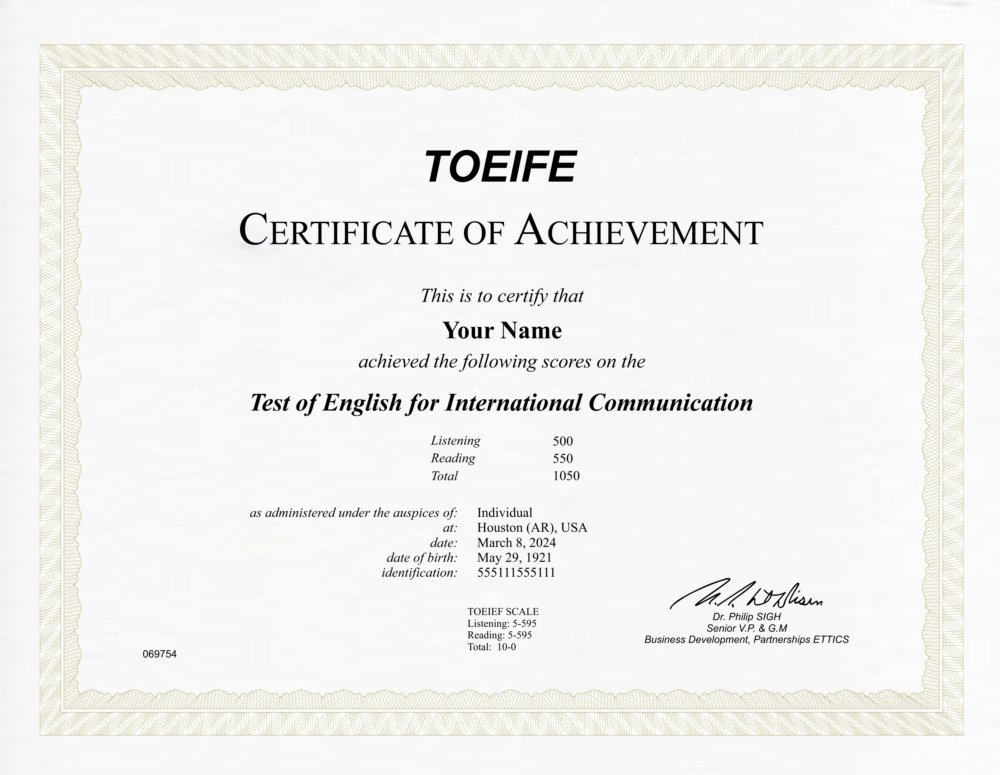 TOEIFE
CERTIFICATE OF ACHIEVEMENT
This is to certify that
Your Name
achieved the following scores on the
Test of English for International Communication
Listening 500
Reading 550
Total 1050
as administered under the auspices of: Individual
at: Houston (AR), USA
date: March 8, 2024
date of birth: May 29, 1921
identification: 555111555111
TOEIEF SCALE
Listening: 5-595
Reading: 5-595
Total: 10-0
Dr. Philip SIGH
Senior V.P. & G.M
Business Development, Partnerships ETTICS
069754